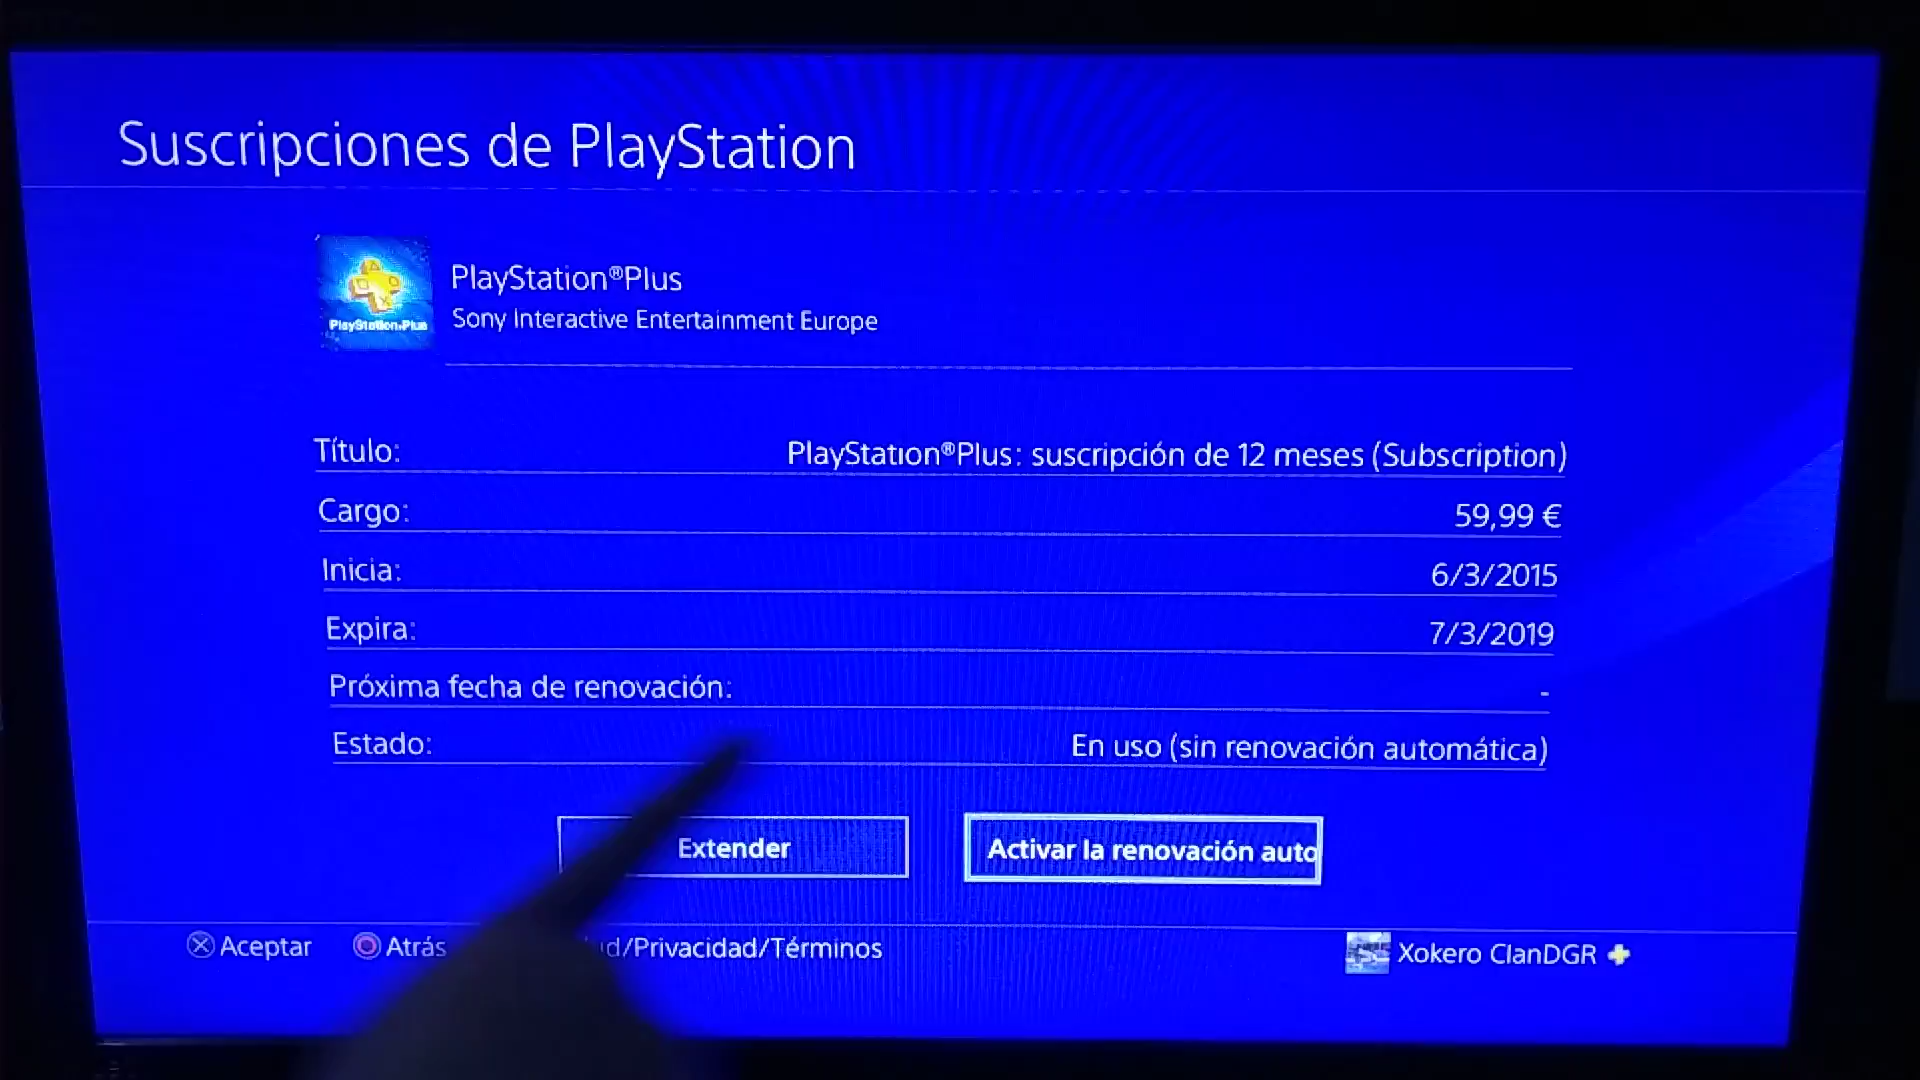 Suscripciones de PlayStation
PlayStation®Plus
Sony Interactive Entertainment Europe
PlayStation Plus
Título: PlayStation®Plus: suscripción de 12 meses (Subscription)
Cargo: 59,99 €
Inicia: 6/3/2015
Expira: 7/3/2019
Próxima fecha de renovación: -
Estado: En uso (sin renovación automática)
Extender Activar la renovación auto
Aceptar Atrás /Privacidad/Términos Xokero ClanDGR